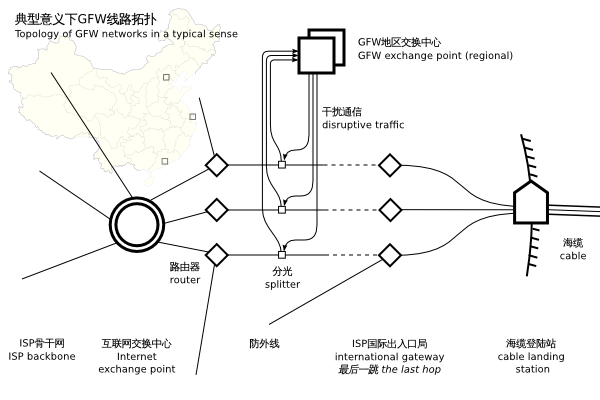 典型意义下GFW线路拓扑
Topology of GFW networks in a typical sense
GFW地区交换中心
GFW exchange point (regional)
干扰通信
disruptive traffic
海缆
cable
路由器
router
分光
splitter
ISP骨干网
ISP backbone
互联网交换中心
Internet
exchange point
防外线
ISP国际出入口局
international gateway
最后一跳 the last hop
海缆登陆站
cable landing
station